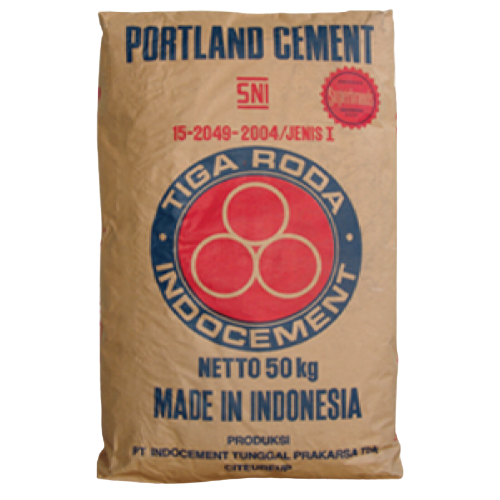 PORTLAND CEMENT
SNI
15-2049-2004/JENIS I
TIGA RODA
INDOCEMENT
NETTO 50 kg
MADE IN INDONESIA
PRODUKSI
PT INDOCEMENT TUNGGAL PRAKARSA Tbk
CITEUREUP